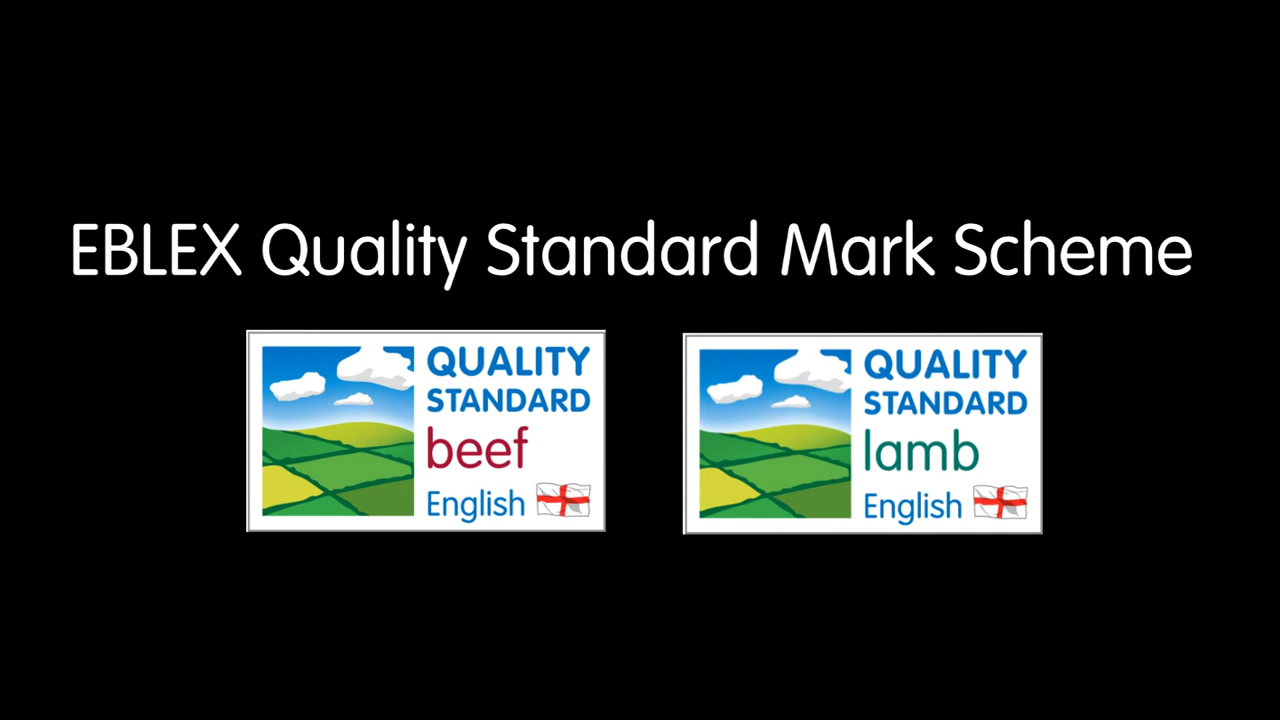 EBLEX Quality Standard Mark Scheme
QUALITY
STANDARD
beef
English
QUALITY
STANDARD
lamb
English